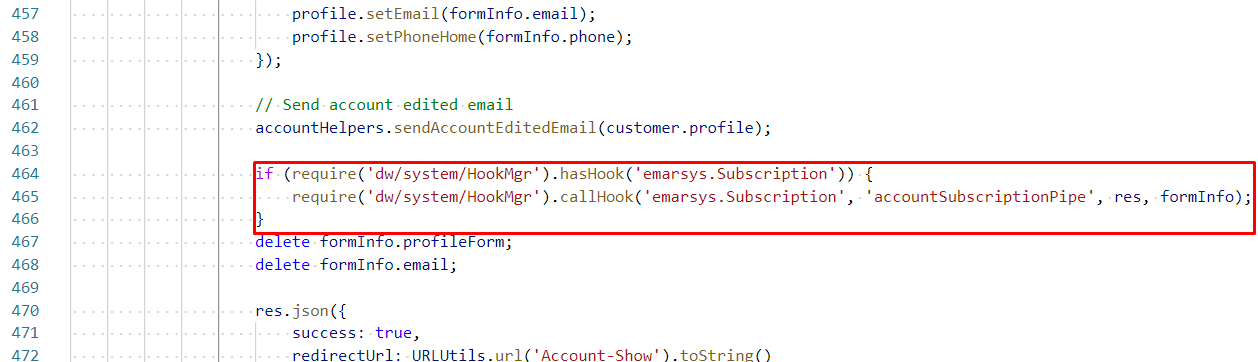 457 profile.setEmail(formInfo.email);
458 profile.setPhoneHome(formInfo.phone);
459 });
460
461 // Send account edited email
462 accountHelpers.sendAccountEditedEmail(customer.profile);
463
464 if (require('dw/system/HookMgr').hasHook('emarsys.Subscription')) {
465 require('dw/system/HookMgr').callHook('emarsys.Subscription', 'accountSubscriptionPipe', res, formInfo);
466 }
467 delete formInfo.profileForm;
468 delete formInfo.email;
469
470 res.json({
471 success: true,
472 redirectUrl: URLUtils.url('Account-Show').toString()